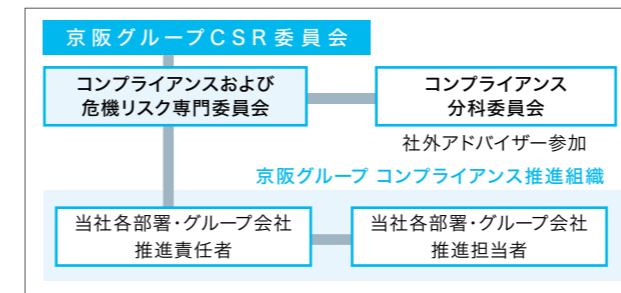 京阪グループCSR委員会
コンプライアンスおよび
危機リスク専門委員会
コンプライアンス
分科委員会
社外アドバイザー参加
京阪グループ コンプライアンス推進組織
当社各部署・グループ会社
推進責任者
当社各部署・グループ会社
推進担当者